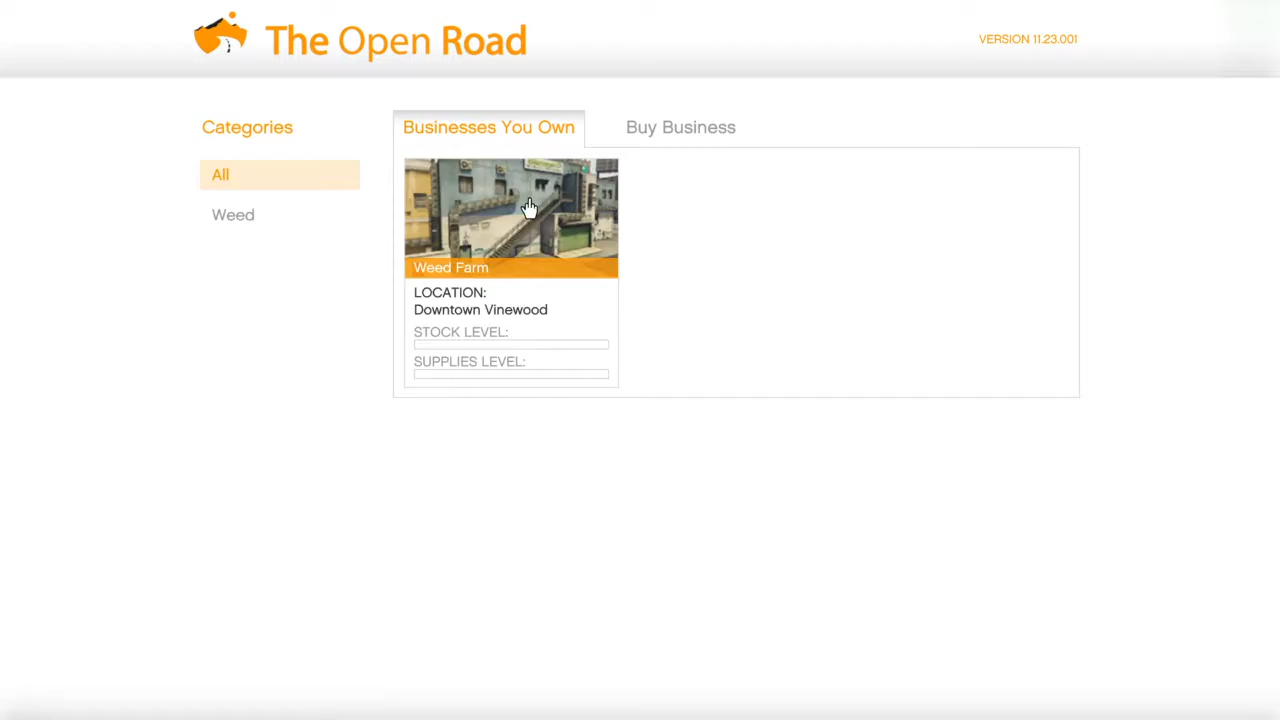 The Open Road
VERSION 11.23.001
Categories
All
Weed
Businesses You Own
Buy Business
Weed Farm
LOCATION:
Downtown Vinewood
STOCK LEVEL:
SUPPLIES LEVEL: